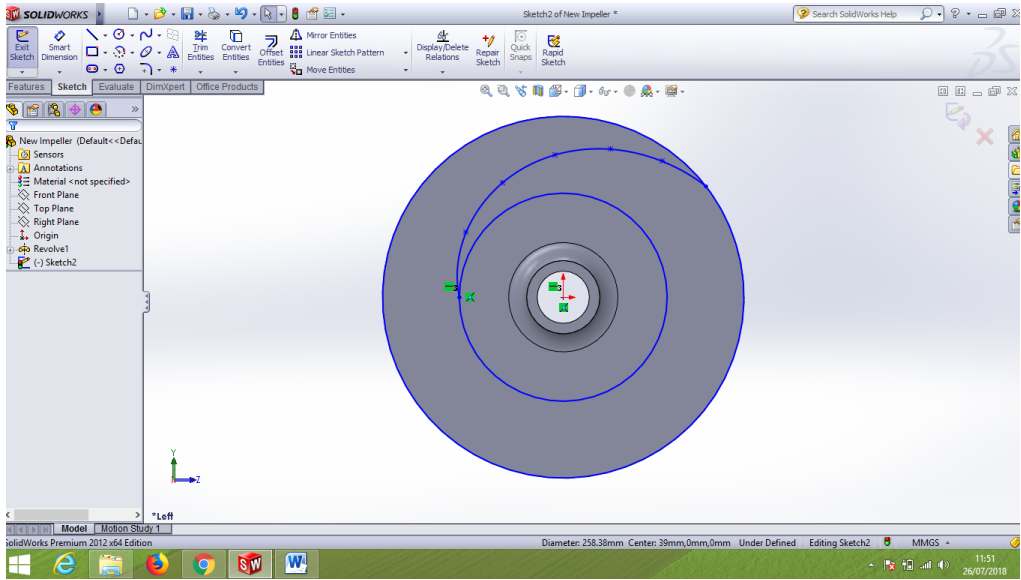 SOLIDWORKS
Sketch2 of New Impeller *
Search SolidWorks Help
Exit Sketch
Smart Dimension
Trim Entities
Convert Entities
Offset Entities
Mirror Entities
Linear Sketch Pattern
Move Entities
Display/Delete Relations
Repair Sketch
Quick Snaps
Rapid Sketch
Features Sketch Evaluate DimXpert Office Products
New Impeller (Default<<Defau
Sensors
Annotations
Material <not specified>
Front Plane
Top Plane
Right Plane
Origin
Revolve1
(-) Sketch2
3
3
Y
Z
*Left
Model Motion Study 1
SolidWorks Premium 2012 x64 Edition
Diameter: 258.38mm Center: 39mm,0mm,0mm Under Defined Editing Sketch2 MMGS
11:51
26/07/2018